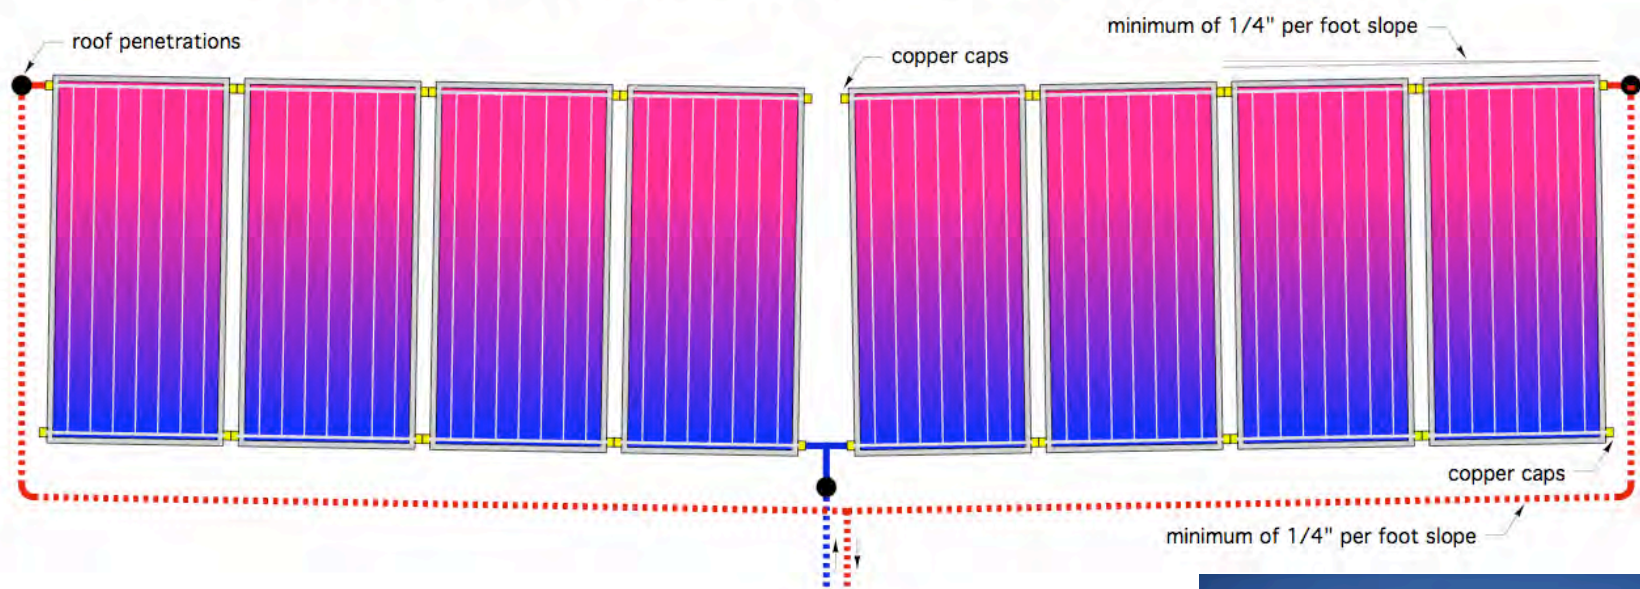 minimum of 1/4" per foot slope
roof penetrations
copper caps
copper caps
minimum of 1/4" per foot slope